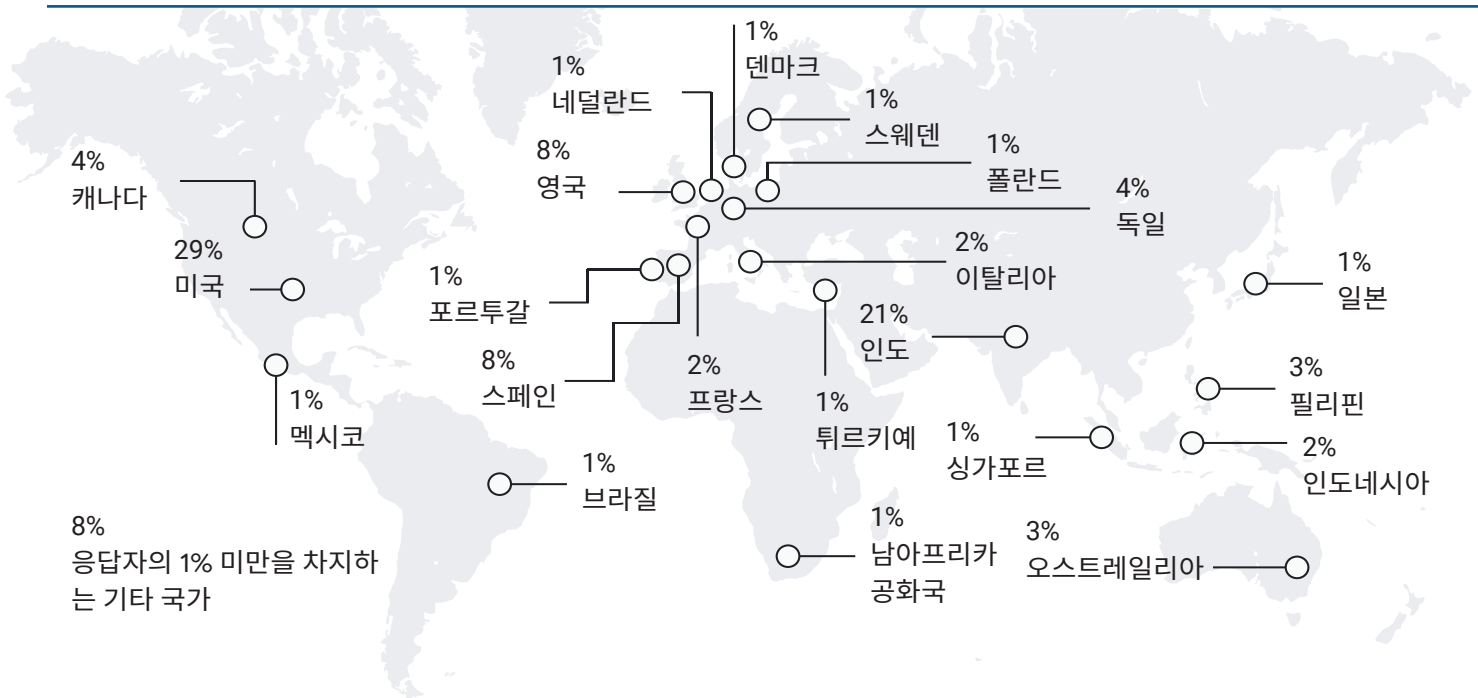 1%
덴마크
1%
네덜란드
1%
스웨덴
8%
영국
1%
폴란드
4%
캐나다
4%
독일
29%
미국
2%
이탈리아
1%
포르투갈
1%
일본
21%
인도
8%
스페인
2%
프랑스
3%
필리핀
1%
멕시코
1%
튀르키예
1%
싱가포르
2%
인도네시아
1%
브라질
8%
응답자의 1% 미만을 차지하
는 기타 국가
1%
남아프리카
공화국
3%
오스트레일리아